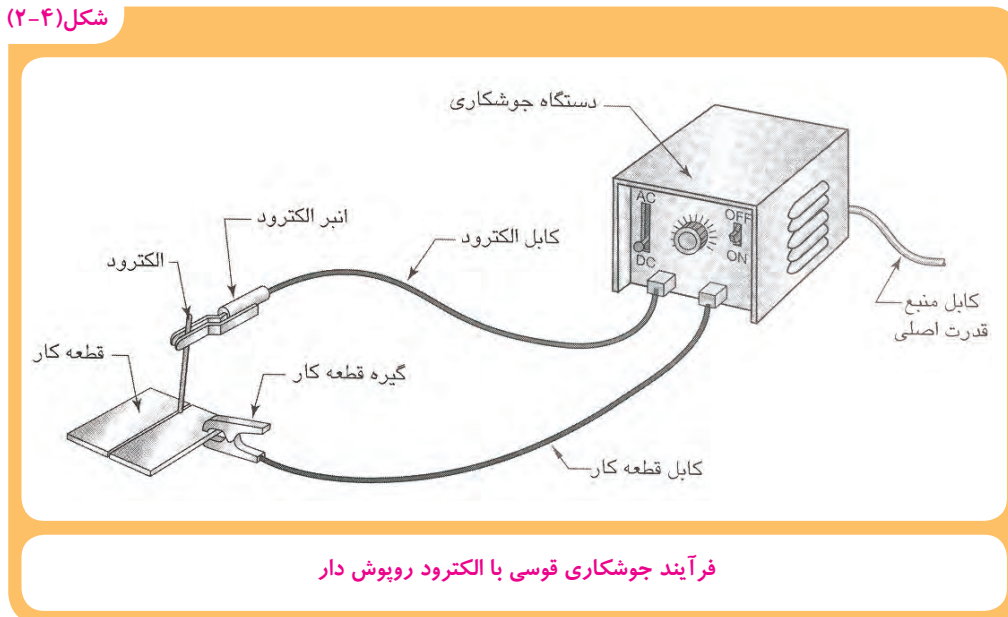 شکل(۴-۲)
دستگاه جوشکاری
AC
OFF
DC
ON
انبر الکترود
کابل الکترود
الکترود
کابل منبع
قدرت اصلی
قطعه کار
گیره قطعه کار
کابل قطعه کار
فرآیند جوشکاری قوسی با الکترود روپوش دار